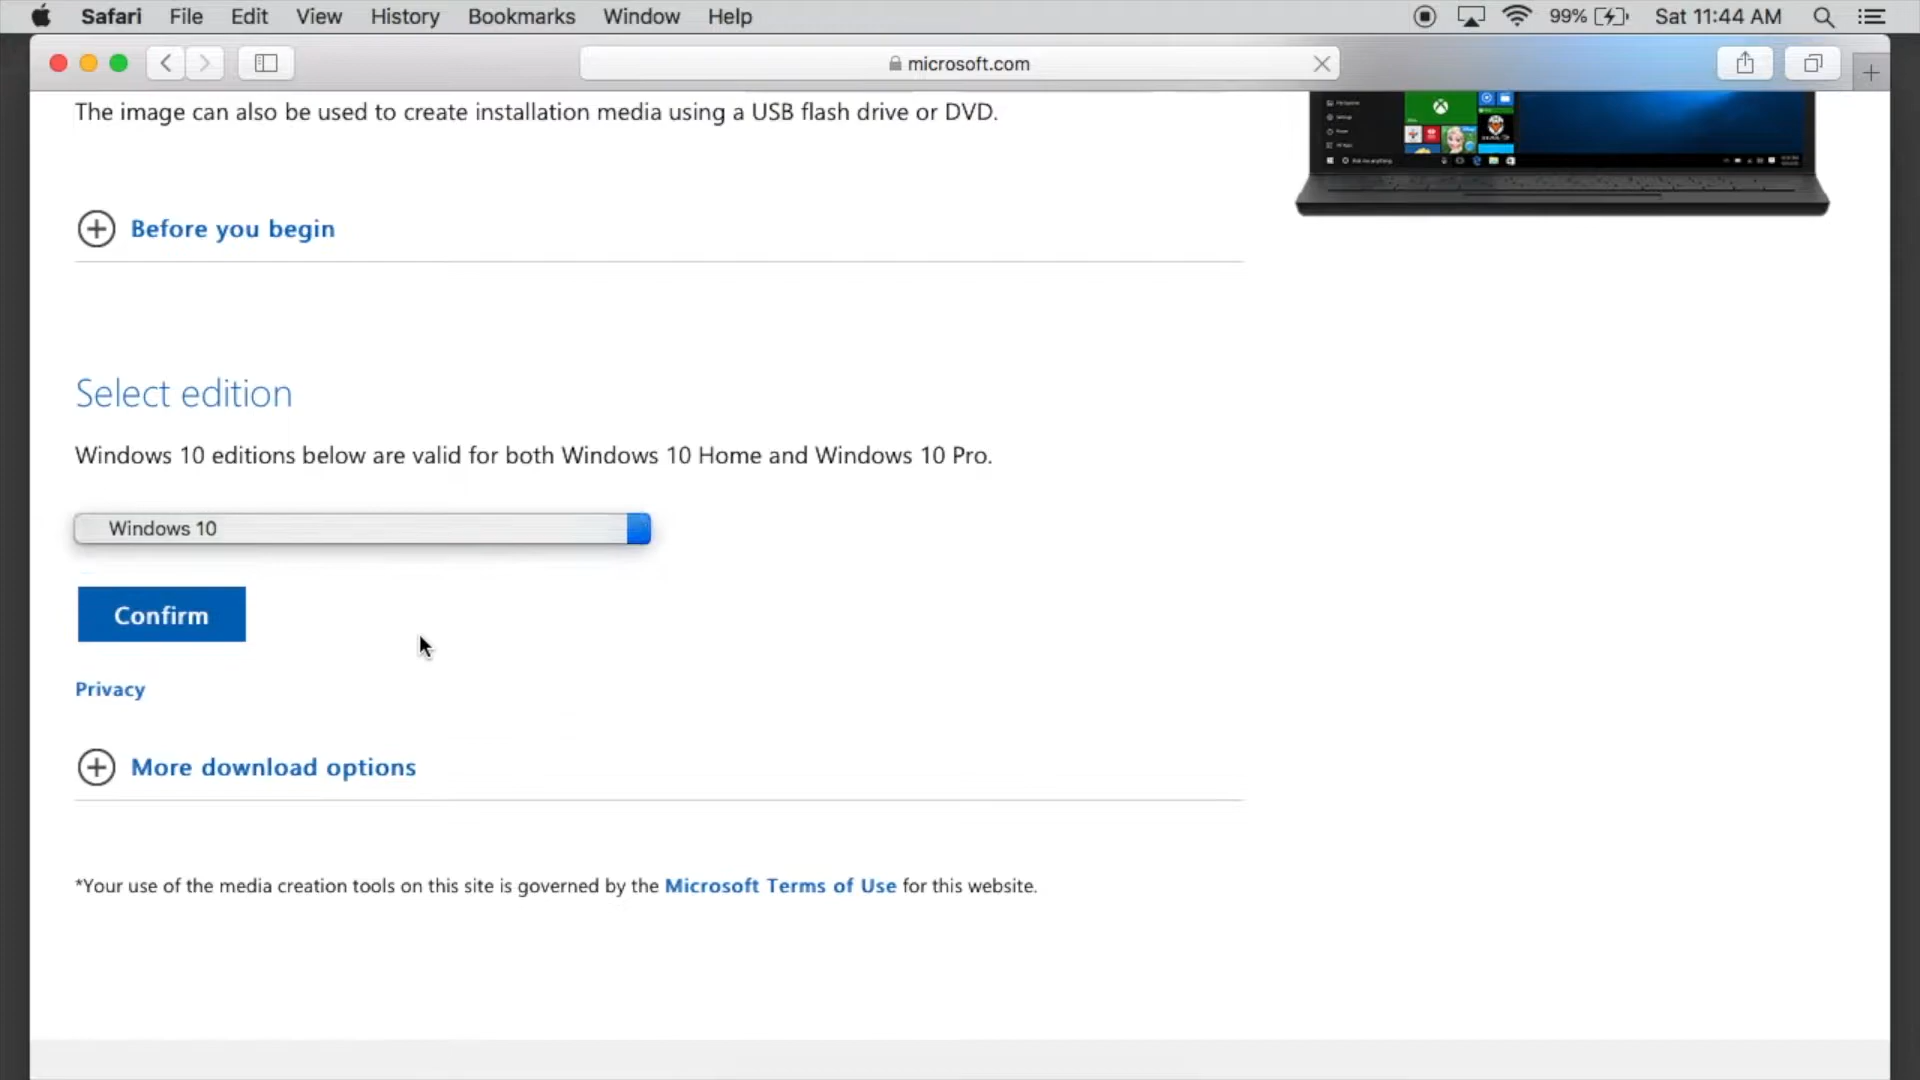 Safari File Edit View History Bookmarks Window Help 99% Sat 11:44 AM
microsoft.com
The image can also be used to create installation media using a USB flash drive or DVD.
Before you begin
Select edition
Windows 10 editions below are valid for both Windows 10 Home and Windows 10 Pro.
Windows 10
Confirm
Privacy
More download options
*Your use of the media creation tools on this site is governed by the Microsoft Terms of Use for this website.